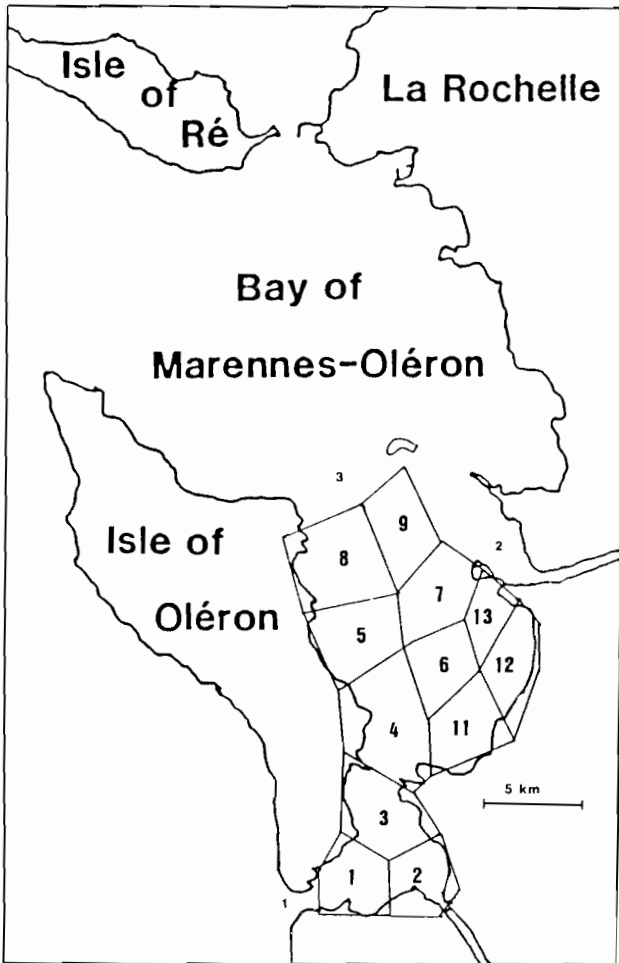 Isle
of
Ré
La Rochelle
Bay of
Marennes-Oléron
Isle of
Oléron
3
9
2
8
7
13
5
6
12
4
11
5 km
3
1
2
1